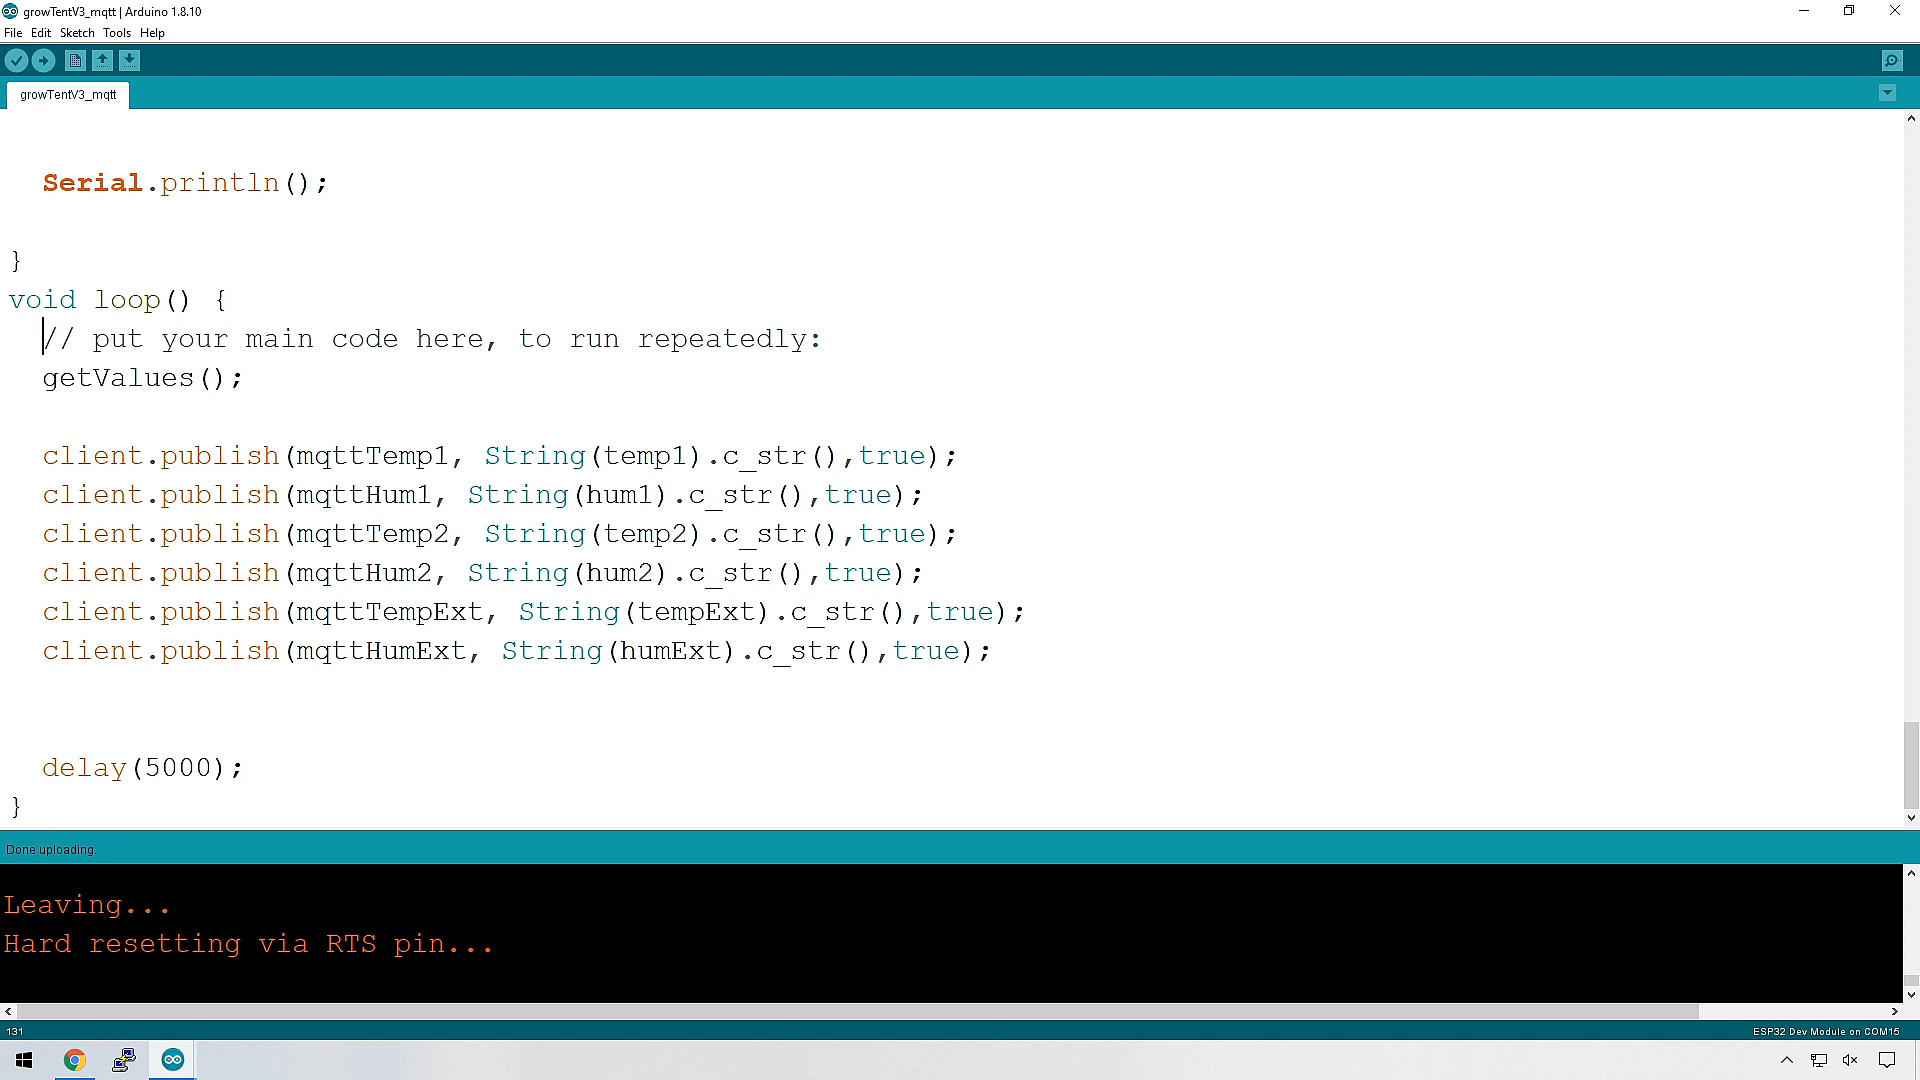 growTentV3_mqtt | Arduino 1.8.10
File Edit Sketch Tools Help
growTentV3_mqtt
Serial.println();
}
void loop() {
// put your main code here, to run repeatedly:
getValues();
client.publish(mqttTemp1, String(temp1).c_str(),true);
client.publish(mqttHum1, String(hum1).c_str(),true);
client.publish(mqttTemp2, String(temp2).c_str(),true);
client.publish(mqttHum2, String(hum2).c_str(),true);
client.publish(mqttTempExt, String(tempExt).c_str(),true);
client.publish(mqttHumExt, String(humExt).c_str(),true);
delay(5000);
}
Done uploading.
Leaving...
Hard resetting via RTS pin...
131
ESP32 Dev Module on COM15